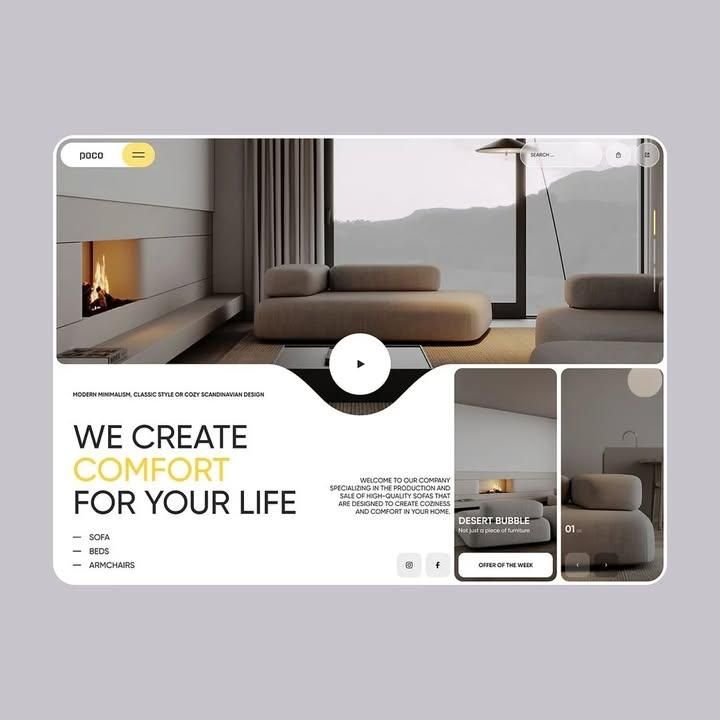 poco
SEARCH ...
MODERN MINIMALISM, CLASSIC STYLE OR COZY SCANDINAVIAN DESIGN
WE CREATE
COMFORT
FOR YOUR LIFE
SOFA
BEDS
ARMCHAIRS
WELCOME TO OUR COMPANY
SPECIALIZING IN THE PRODUCTION AND
SALE OF HIGH-QUALITY SOFAS THAT
ARE DESIGNED TO CREATE COZINESS
AND COMFORT IN YOUR HOME.
DESERT BUBBLE
Not just a piece of furniture
OFFER OF THE WEEK
01